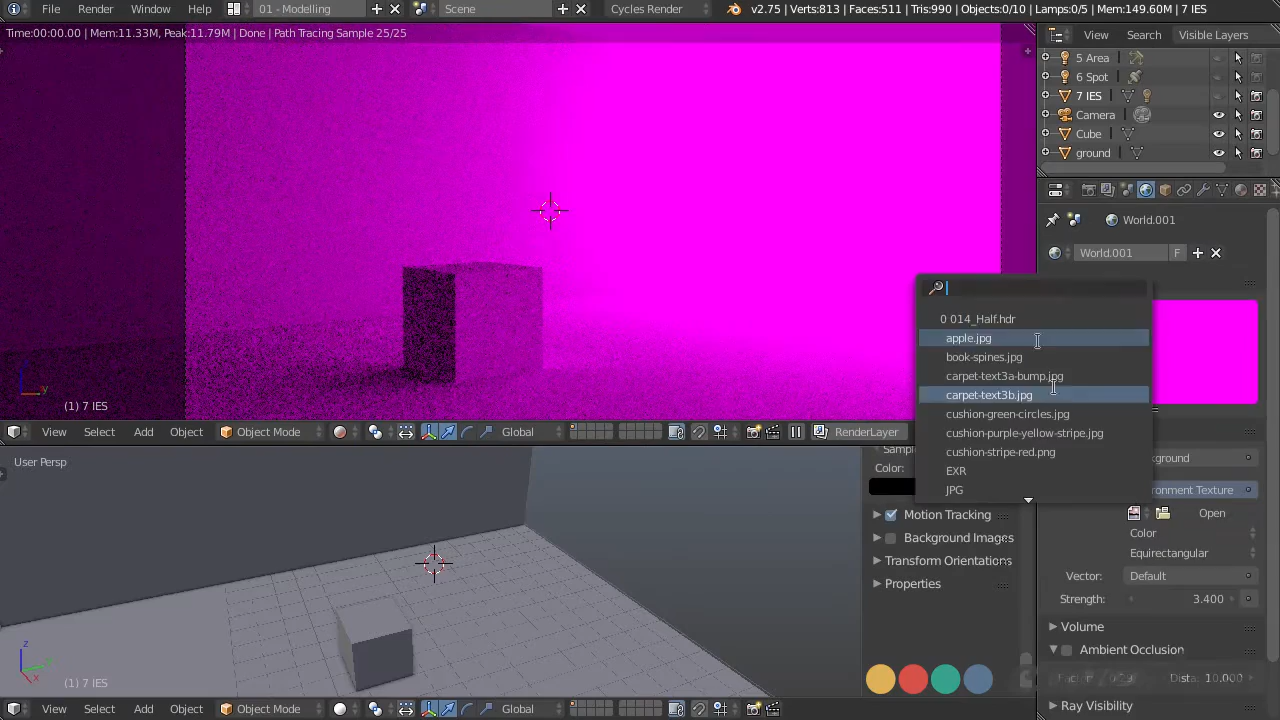 File Render Window Help 01 - Modelling Scene Cycles Render v2.75 | Verts:813 | Faces:511 | Tris:990 | Objects:0/10 | Lamps:0/5 | Mem:149.60M | 7 IES
Time:00:00.00 | Mem:11.33M, Peak:11.79M | Done | Path Tracing Sample 25/25
View Search Visible Layers
5 Area
6 Spot
7 IES
Camera
Cube
ground
World.001
World.001 F
0 014_Half.hdr
apple.jpg
book-spines.jpg
carpet-text3a-bump.jpg
carpet-text3b.jpg
cushion-green-circles.jpg
cushion-purple-yellow-stripe.jpg
cushion-stripe-red.png
EXR
JPG
(1) 7 IES
View Select Add Object Object Mode Global RenderLayer
User Persp
Color:
Motion Tracking
Background Images
Transform Orientations
Properties
Open
Color
Equirectangular
Vector: Default
Strength: 3.400
Volume
Ambient Occlusion
Dista: 10.000
Ray Visibility
(1) 7 IES
View Select Add Object Object Mode Global